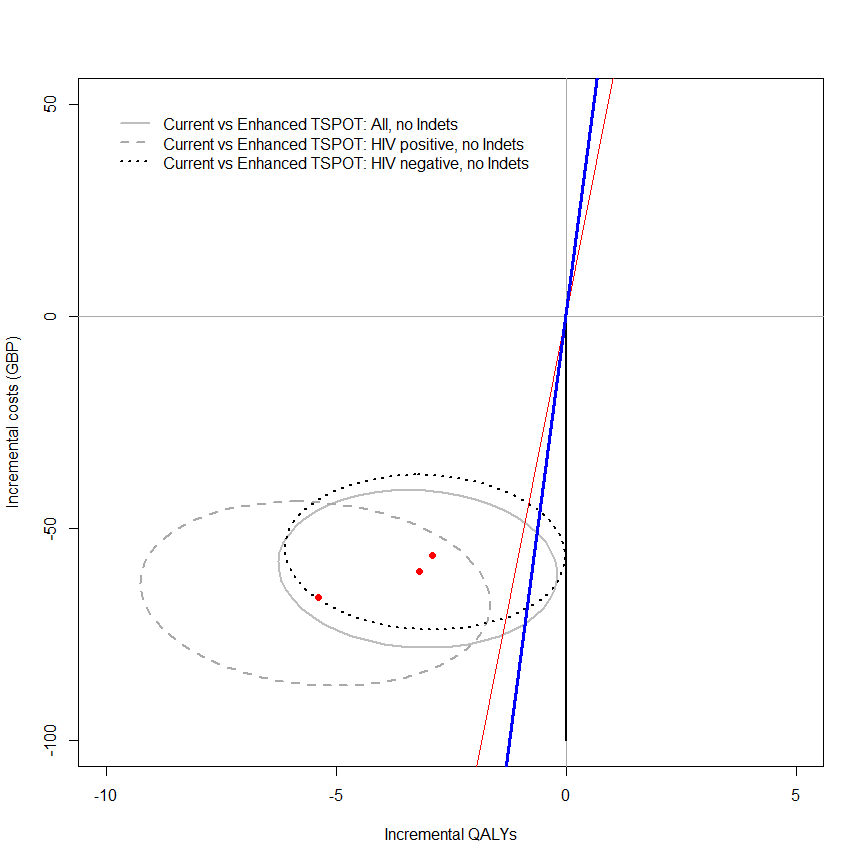 Current vs Enhanced TSPOT: All, no Indets
Current vs Enhanced TSPOT: HIV positive, no Indets
Current vs Enhanced TSPOT: HIV negative, no Indets
Incremental costs (GBP)
50
0
-50
-100
-10
-5
0
5
Incremental QALYs